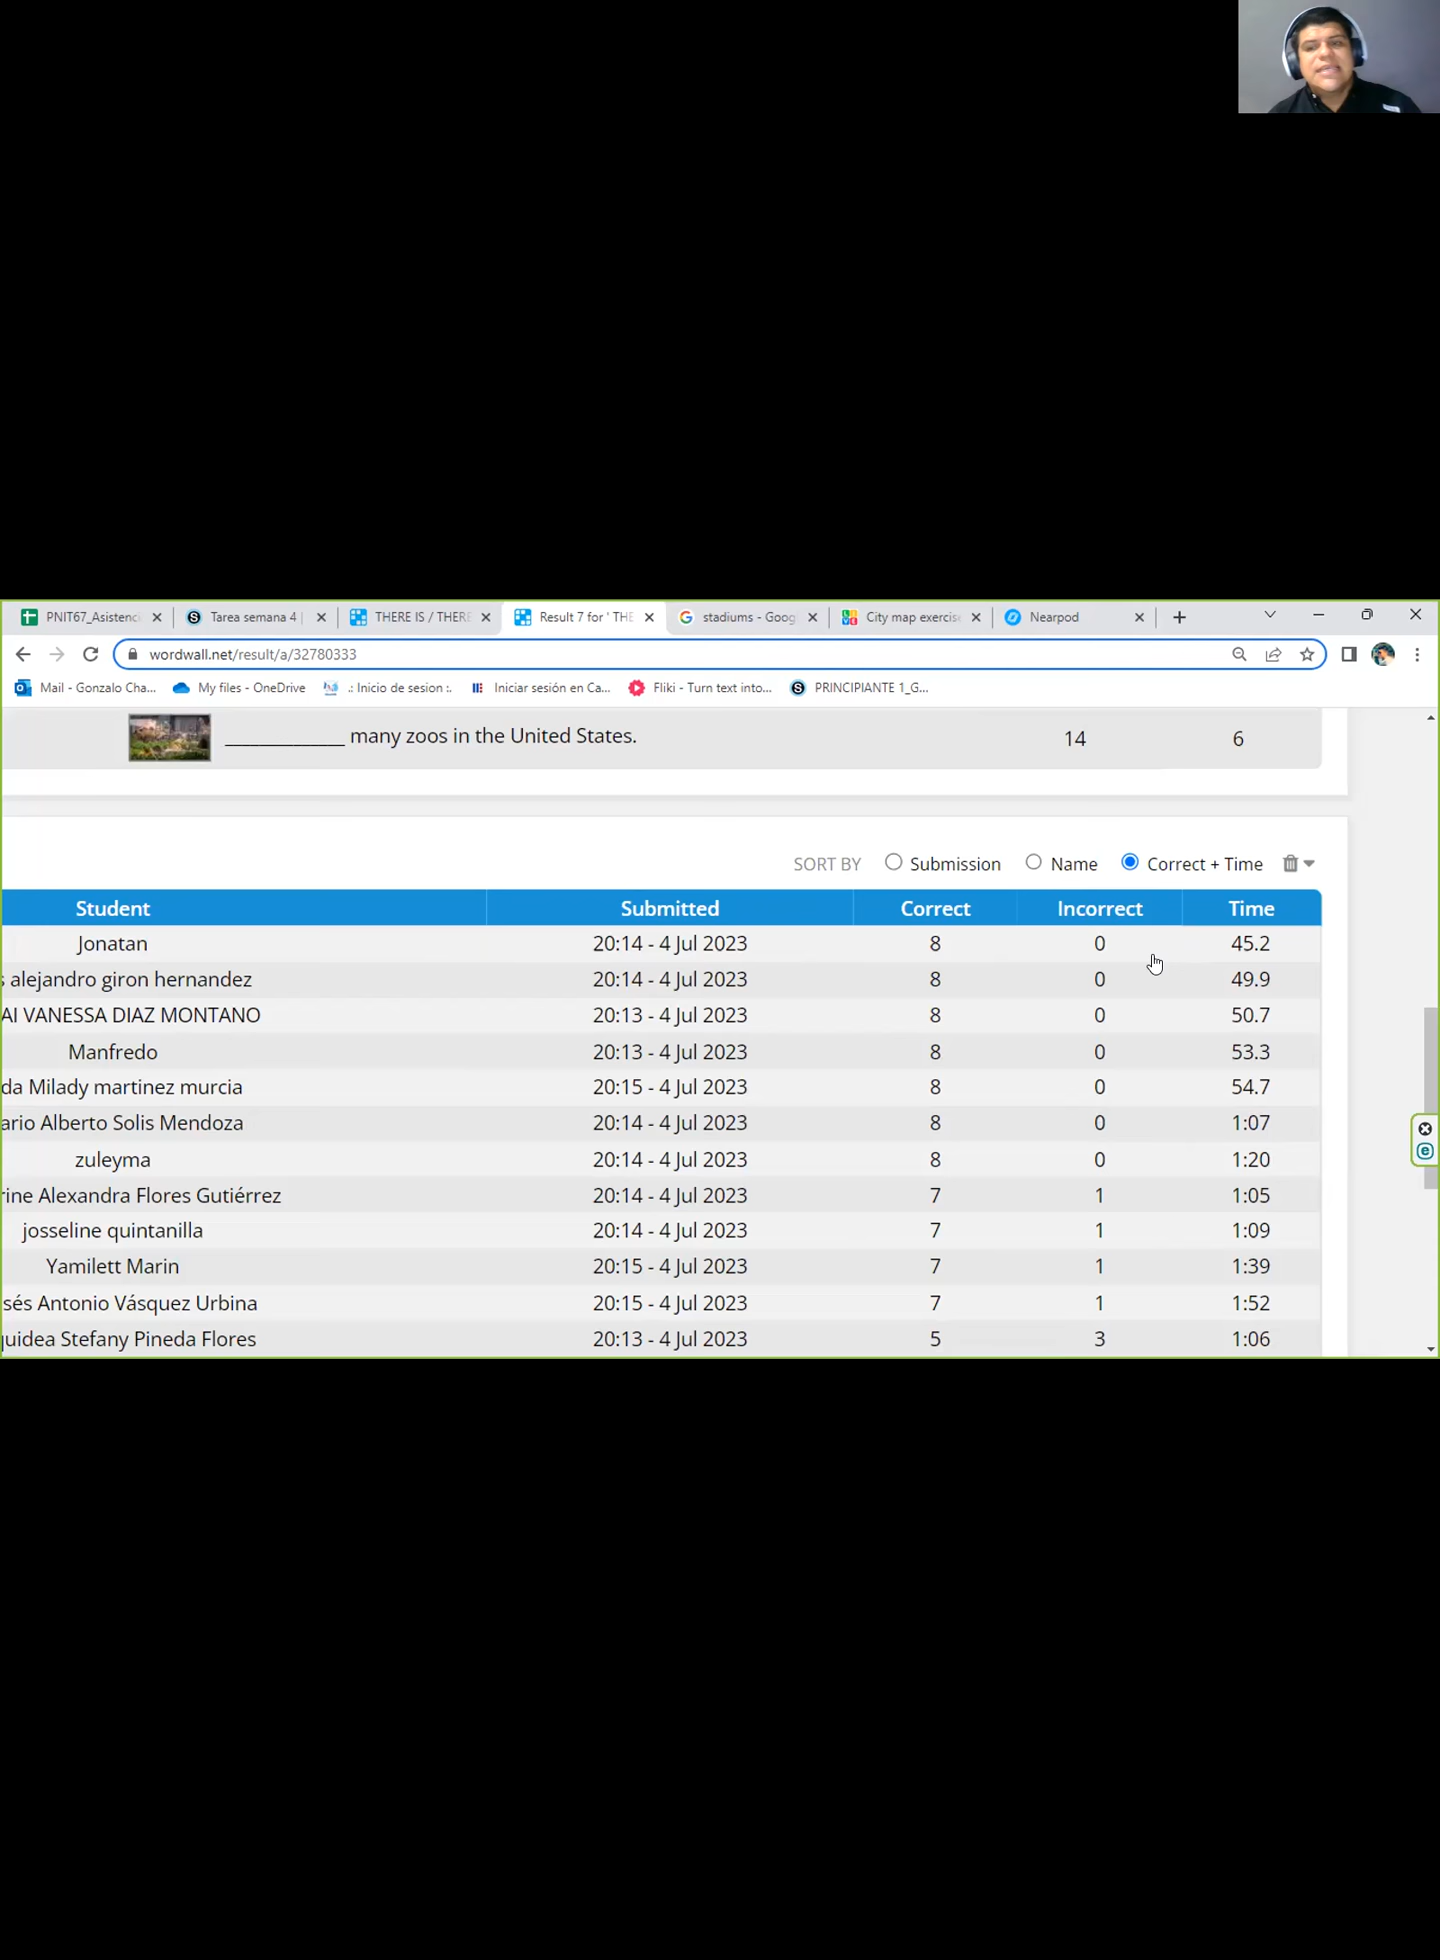 PNIT67_Asistenc
Tarea semana 4 |
THERE IS / THERE
Result 7 for ' THE
stadiums - Goog
City map exercise
Nearpod
wordwall.net/result/a/32780333
Mail - Gonzalo Cha...
My files - OneDrive
.: Inicio de sesion :.
Iniciar sesión en Ca...
Fliki - Turn text into...
PRINCIPIANTE 1_G...
_____________ many zoos in the United States. 14 6
SORT BY Submission Name Correct + Time
Student Submitted Correct Incorrect Time
Jonatan 20:14 - 4 Jul 2023 8 0 45.2
s alejandro giron hernandez 20:14 - 4 Jul 2023 8 0 49.9
AI VANESSA DIAZ MONTANO 20:13 - 4 Jul 2023 8 0 50.7
Manfredo 20:13 - 4 Jul 2023 8 0 53.3
da Milady martinez murcia 20:15 - 4 Jul 2023 8 0 54.7
ario Alberto Solis Mendoza 20:14 - 4 Jul 2023 8 0 1:07
zuleyma 20:14 - 4 Jul 2023 8 0 1:20
rine Alexandra Flores Gutiérrez 20:14 - 4 Jul 2023 7 1 1:05
josseline quintanilla 20:14 - 4 Jul 2023 7 1 1:09
Yamilett Marin 20:15 - 4 Jul 2023 7 1 1:39
sés Antonio Vásquez Urbina 20:15 - 4 Jul 2023 7 1 1:52
quidea Stefany Pineda Flores 20:13 - 4 Jul 2023 5 3 1:06